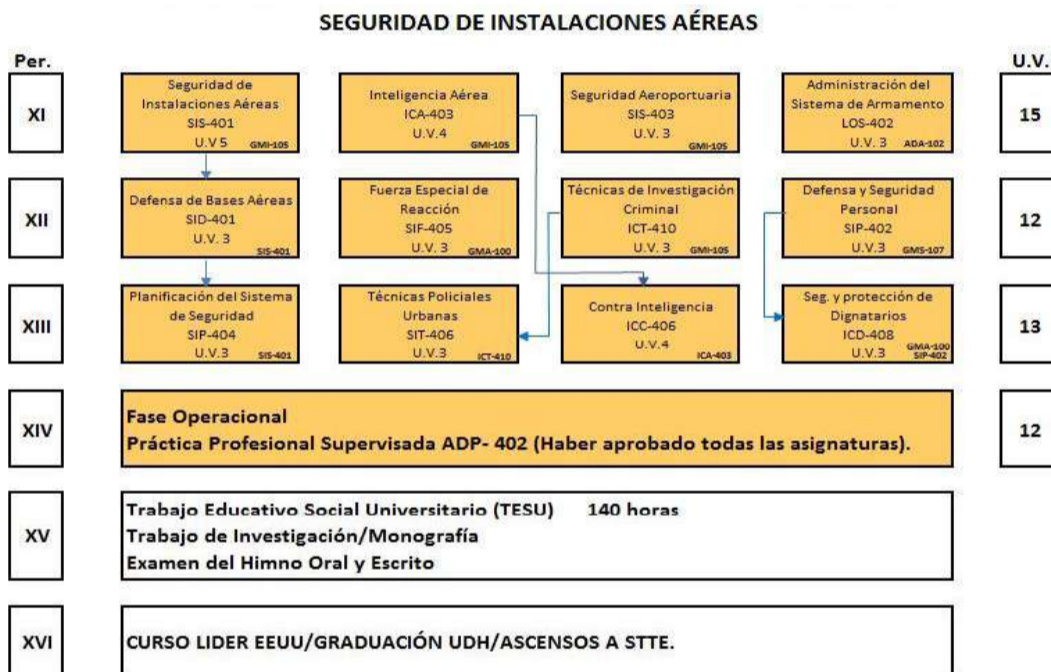 SEGURIDAD DE INSTALACIONES AÉREAS
Per.
U.V.
XI
Seguridad de
Instalaciones Aéreas
SIS-401
U.V 5 GMI-105
Inteligencia Aérea
ICA-403
U.V.4
GMI-105
Seguridad Aeroportuaria
SIS-403
U.V. 3
GMI-105
Administración del
Sistema de Armamento
LOS-402
U.V. 3 ADA-102
15
XII
Defensa de Bases Aéreas
SID-401
U.V. 3
SIS-401
Fuerza Especial de
Reacción
SIF-405
U.V. 3 GMA-100
Técnicas de Investigación
Criminal
ICT-410
U.V. 3 GMI-105
Defensa y Seguridad
Personal
SIP-402
U.V.3 GMS-107
12
XIII
Planificación del Sistema
de Seguridad
SIP-404
U.V.3 SIS-401
Técnicas Policiales
Urbanas
SIT-406
U.V.3 ICT-410
Contra Inteligencia
ICC-406
U.V.4
ICA-403
Seg. y protección de
Dignatarios
ICD-408
U.V.3 GMA-100
SIP-402
13
XIV
Fase Operacional
Práctica Profesional Supervisada ADP- 402 (Haber aprobado todas las asignaturas).
12
XV
Trabajo Educativo Social Universitario (TESU) 140 horas
Trabajo de Investigación/Monografía
Examen del Himno Oral y Escrito
XVI
CURSO LIDER EEUU/GRADUACIÓN UDH/ASCENSOS A STTE.